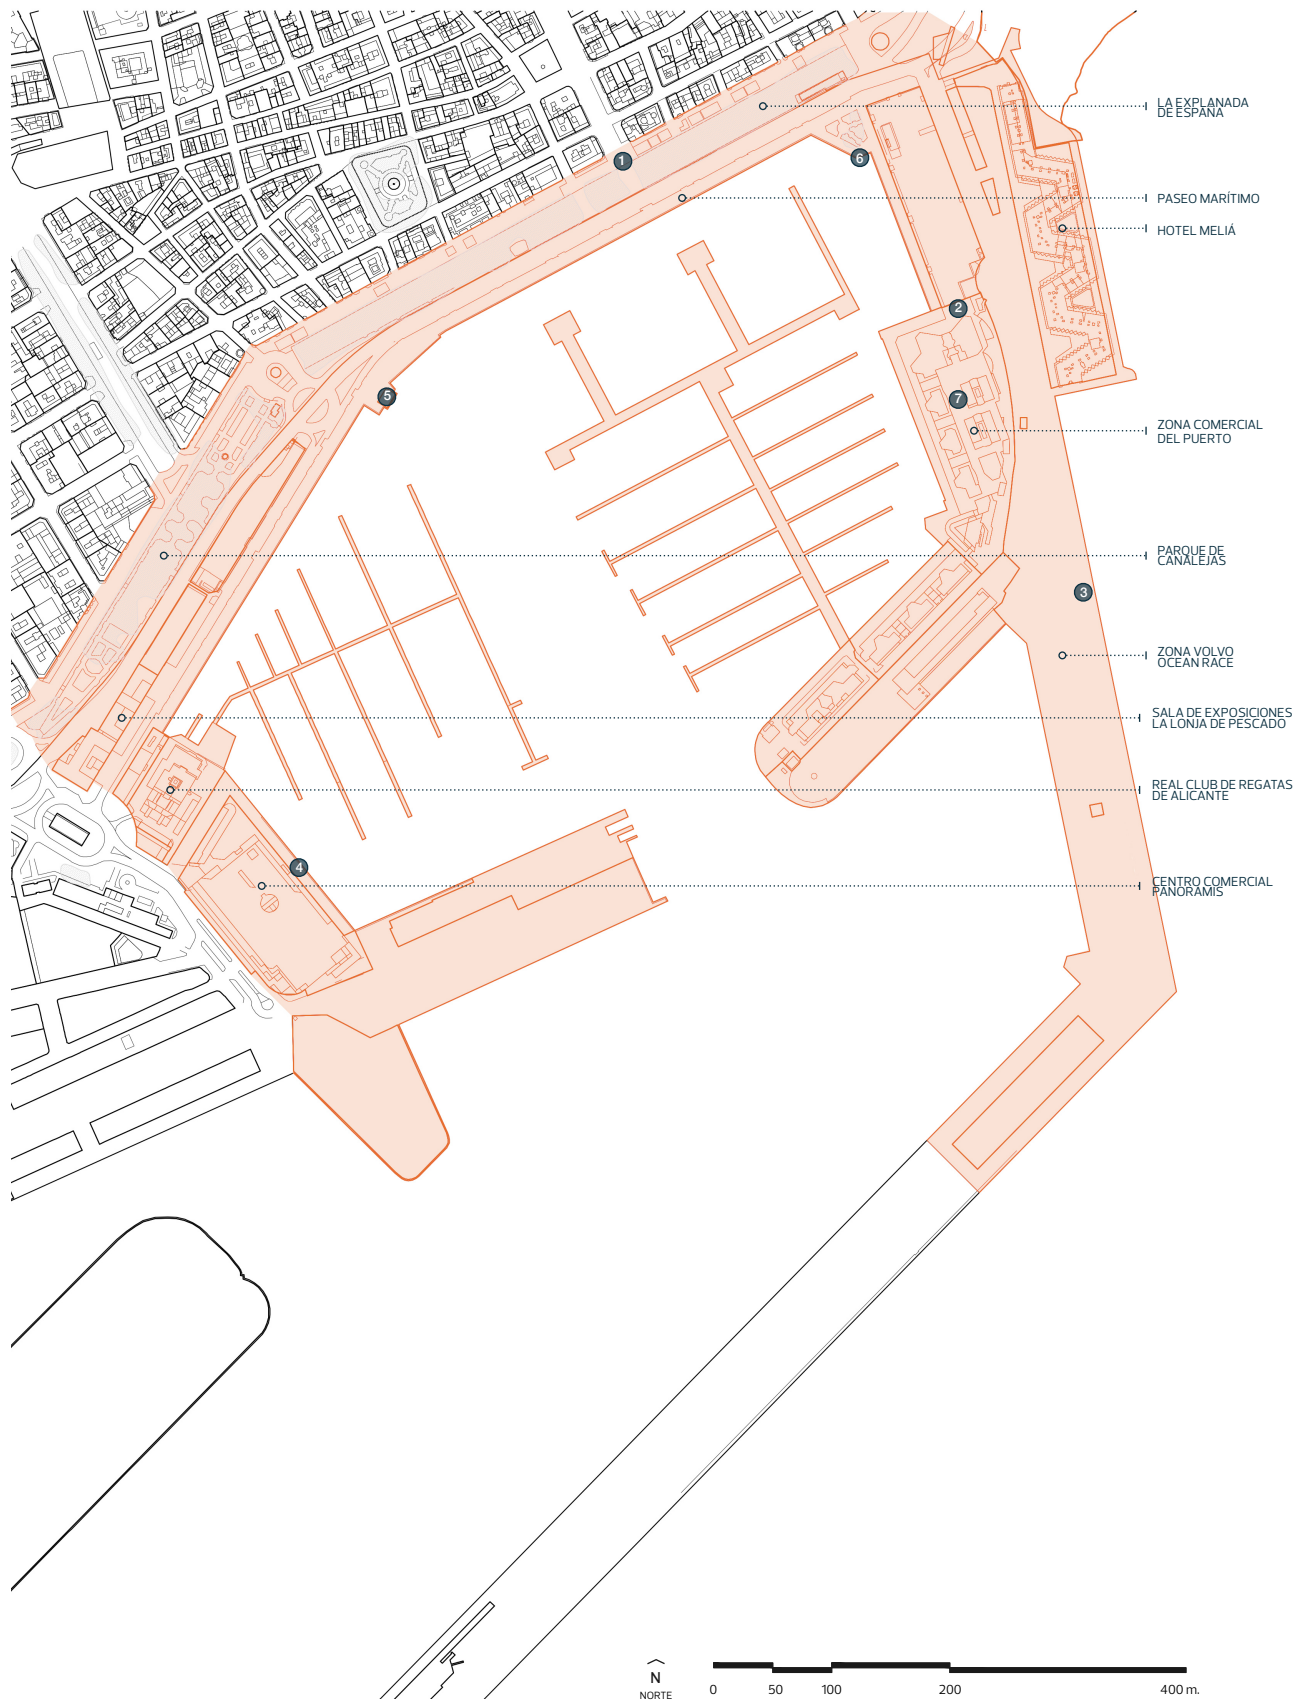 LA EXPLANADA
DE ESPAÑA
1
6
PASEO MARÍTIMO
HOTEL MELIÁ
2
5
7
ZONA COMERCIAL
DEL PUERTO
PARQUE DE
CANALEJAS
3
ZONA VOLVO
OCEAN RACE
SALA DE EXPOSICIONES
LA LONJA DE PESCADO
REAL CLUB DE REGATAS
DE ALICANTE
4
CENTRO COMERCIAL
PANORAMIS
N
NORTE
0 50 100 200 400 m.